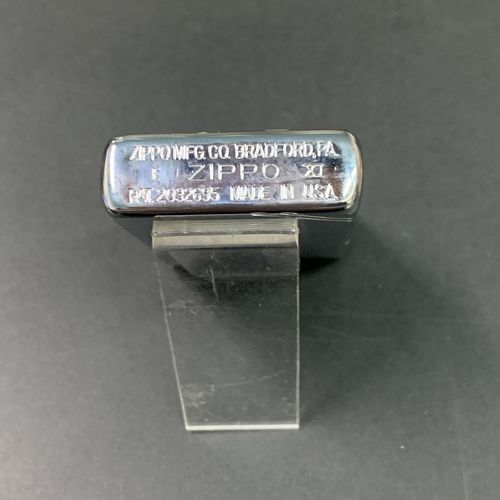 ZIPPO MFG. CO. BRADFORD, PA.
ZIPPO XI
PAT. 2032695 MADE IN U.S.A.